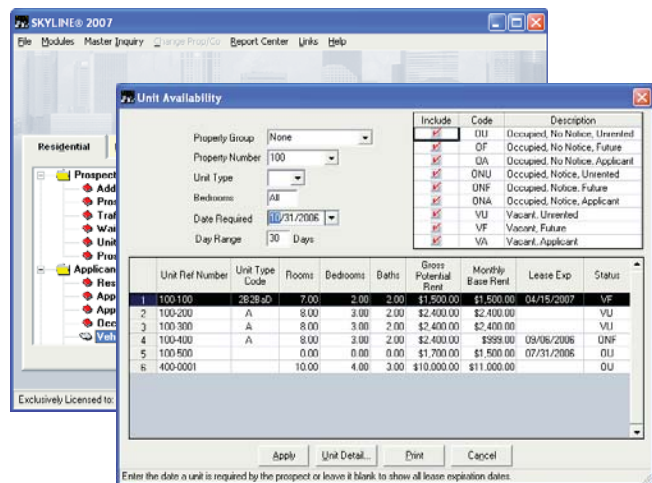 SKYLINE® 2007
File Modules Master Inquiry Change Prop/Co Report Center Links Help
Residential
Prospect
Add
Pros
Traf
Wai
Unit
Pro
Applican
Res
App
App
Occ
Veh
Exclusively Licensed to:
Unit Availability
Property Group None
Property Number 100
Unit Type
Bedrooms All
Date Required 10/31/2006
Day Range 30 Days
Include Code Description
OU Occupied, No Notice, Unrented
OF Occupied, No Notice, Future
OA Occupied, No Notice, Applicant
ONU Occupied, Notice, Unrented
ONF Occupied, Notice. Future
ONA Occupied, Notice, Applicant
VU Vacant. Unrented
VF Vacant, Future
VA Vacant. Applicant
Unit Ref Number Unit Type Code Rooms Bedrooms Baths Gross Potential Rent Monthly Base Rent Lease Exp Status
1 100-100 2B2BaD 7.00 2.00 2.00 $1,500.00 $1,500.00 04/15/2007 VF
2 100-200 A 8.00 3.00 2.00 $2,400.00 $2,400.00 VU
3 100-300 A 8.00 3.00 2.00 $2,400.00 $2,400.00 VU
4 100-400 A 8.00 3.00 2.00 $2,400.00 $999.00 09/06/2006 ONF
5 100-500 0.00 0.00 0.00 $1,700.00 $1,500.00 07/31/2006 OU
6 400-0001 10.00 4.00 3.00 $10,000.00 $11,000.00 OU
Apply Unit Detail... Print Cancel
Enter the date a unit is required by the prospect or leave it blank to show all lease expiration dates.